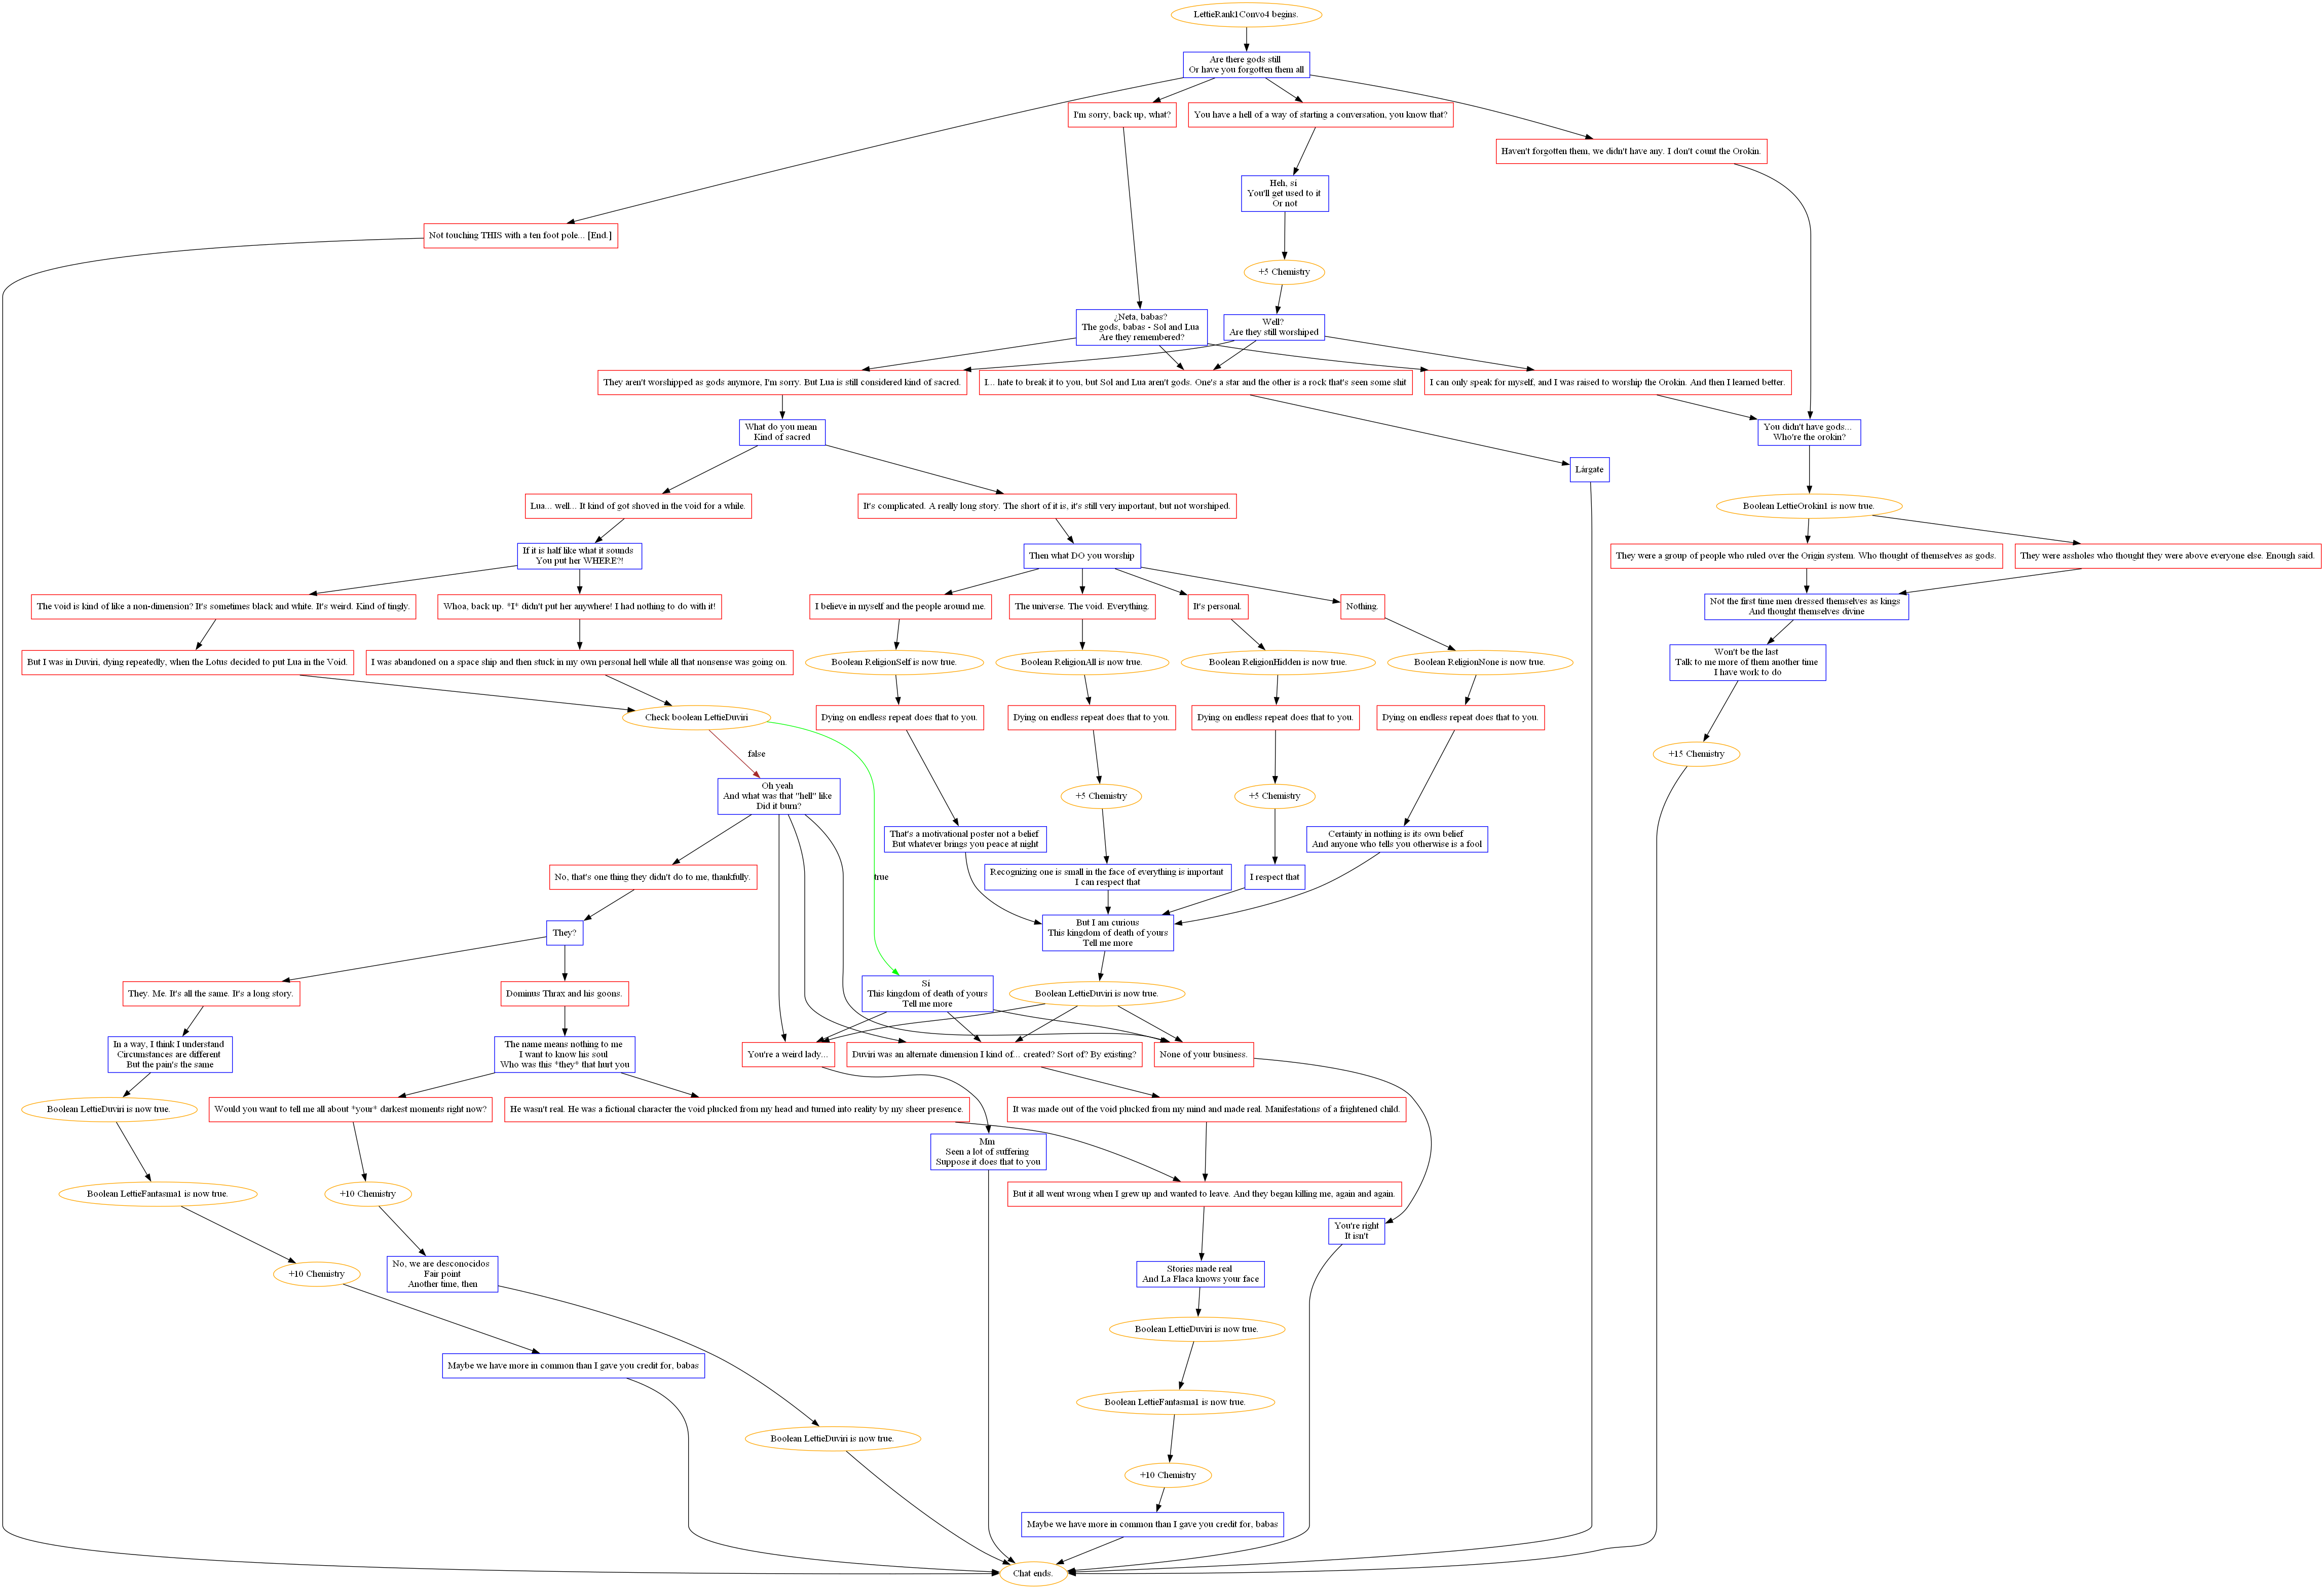 LettieRank1Convo4 begins.
Are there gods still
Or have you forgotten them all
I'm sorry, back up, what?
You have a hell of a way of starting a conversation, you know that?
Haven't forgotten them, we didn't have any. I don't count the Orokin.
Heh, sí
You'll get used to it
Or not
Not touching THIS with a ten foot pole... [End.]
+5 Chemistry
¿Neta, babas?
The gods, babas - Sol and Lua
Are they remembered?
Well?
Are they still worshiped
They aren't worshipped as gods anymore, I'm sorry. But Lua is still considered kind of sacred.
I... hate to break it to you, but Sol and Lua aren't gods. One's a star and the other is a rock that's seen some shit
I can only speak for myself, and I was raised to worship the Orokin. And then I learned better.
What do you mean
Kind of sacred
You didn't have gods...
Who're the orokin?
Lárgate
Lua... well... It kind of got shoved in the void for a while.
It's complicated. A really long story. The short of it is, it's still very important, but not worshiped.
Boolean LettieOrokin1 is now true.
If it is half like what it sounds
You put her WHERE?!
Then what DO you worship
They were a group of people who ruled over the Origin system. Who thought of themselves as gods.
They were assholes who thought they were above everyone else. Enough said.
The void is kind of like a non-dimension? It's sometimes black and white. It's weird. Kind of tingly.
Whoa, back up. *I* didn't put her anywhere! I had nothing to do with it!
I believe in myself and the people around me.
The universe. The void. Everything.
It's personal.
Nothing.
Not the first time men dressed themselves as kings
And thought themselves divine
But I was in Duviri, dying repeatedly, when the Lotus decided to put Lua in the Void.
I was abandoned on a space ship and then stuck in my own personal hell while all that nonsense was going on.
Boolean ReligionSelf is now true.
Boolean ReligionAll is now true.
Boolean ReligionHidden is now true.
Boolean ReligionNone is now true.
Won't be the last
Talk to me more of them another time
I have work to do
Check boolean LettieDuviri
Dying on endless repeat does that to you.
Dying on endless repeat does that to you.
Dying on endless repeat does that to you.
Dying on endless repeat does that to you.
false
+15 Chemistry
Oh yeah
And what was that "hell" like
Did it burn?
+5 Chemistry
+5 Chemistry
That's a motivational poster not a belief
But whatever brings you peace at night
Certainty in nothing is its own belief
And anyone who tells you otherwise is a fool
No, that's one thing they didn't do to me, thankfully.
true
Recognizing one is small in the face of everything is important
I can respect that
I respect that
They?
But I am curious
This kingdom of death of yours
Tell me more
They. Me. It's all the same. It's a long story.
Dominus Thrax and his goons.
Sí
This kingdom of death of yours
Tell me more
Boolean LettieDuviri is now true.
In a way, I think I understand
Circumstances are different
But the pain's the same
The name means nothing to me
I want to know his soul
Who was this *they* that hurt you
You're a weird lady...
Duviri was an alternate dimension I kind of... created? Sort of? By existing?
None of your business.
Boolean LettieDuviri is now true.
Would you want to tell me all about *your* darkest moments right now?
He wasn't real. He was a fictional character the void plucked from my head and turned into reality by my sheer presence.
It was made out of the void plucked from my mind and made real. Manifestations of a frightened child.
Mm
Seen a lot of suffering
Suppose it does that to you
Boolean LettieFantasma1 is now true.
+10 Chemistry
But it all went wrong when I grew up and wanted to leave. And they began killing me, again and again.
You're right
It isn't
+10 Chemistry
No, we are desconocidos
Fair point
Another time, then
Stories made real
And La Flaca knows your face
Boolean LettieDuviri is now true.
Maybe we have more in common than I gave you credit for, babas
Boolean LettieFantasma1 is now true.
Boolean LettieDuviri is now true.
+10 Chemistry
Maybe we have more in common than I gave you credit for, babas
Chat ends.